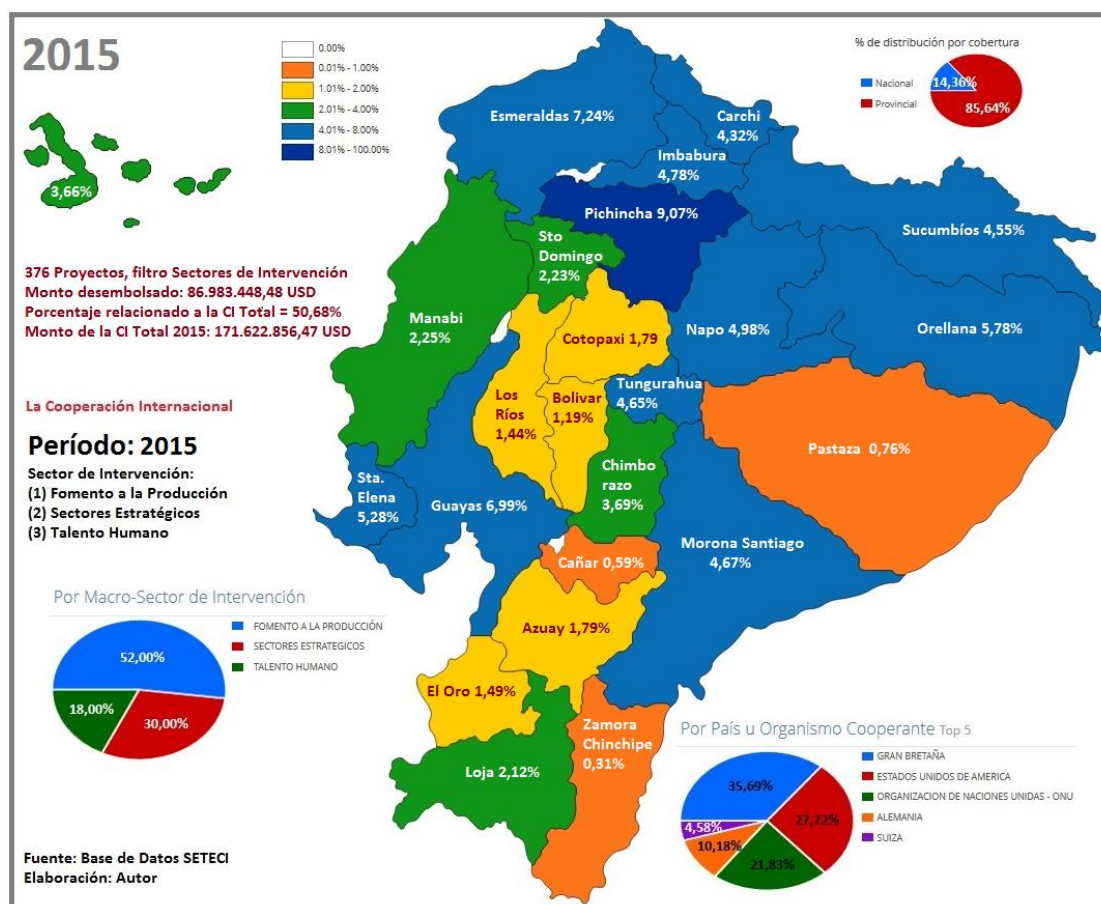 2015
0.00%
0.01% - 1.00%
1.01% - 2.00%
2.01% - 4.00%
4.01% - 8.00%
8.01% - 100.00%
% de distribución por cobertura
Nacional
Provincial
14,36%
85,64%
Esmeraldas 7,24%
Carchi
4,32%
Imbabura
4,78%
3,66%
Pichincha 9,07%
Sucumbíos 4,55%
Sto
Domingo
2,23%
376 Proyectos, filtro Sectores de Intervención
Monto desembolsado: 86.983.448,48 USD
Porcentaje relacionado a la CI Total = 50,68%
Monto de la CI Total 2015: 171.622.856,47 USD
Manabi
2,25%
Cotopaxi 1,79
Napo 4,98%
Orellana 5,78%
Tungurahua
4,65%
Los
Ríos
1,44%
Bolivar
1,19%
La Cooperación Internacional
Período: 2015
Sector de Intervención:
(1) Fomento a la Producción
(2) Sectores Estratégicos
(3) Talento Humano
Pastaza 0,76%
Chimbo
razo
3,69%
Sta.
Elena
5,28%
Guayas 6,99%
Morona Santiago
4,67%
Cañar 0,59%
Azuay 1,79%
El Oro 1,49%
Zamora
Chinchipe
0,31%
Loja 2,12%
Por Macro-Sector de Intervención
FOMENTO A LA PRODUCCIÓN
SECTORES ESTRATEGICOS
TALENTO HUMANO
52,00%
18,00%
30,00%
Por País u Organismo Cooperante Top 5
GRAN BRETAÑA
ESTADOS UNIDOS DE AMERICA
ORGANIZACION DE NACIONES UNIDAS - ONU
ALEMANIA
SUIZA
35,69%
27,72%
4,58%
10,18%
21,83%
Fuente: Base de Datos SETECI
Elaboración: Autor